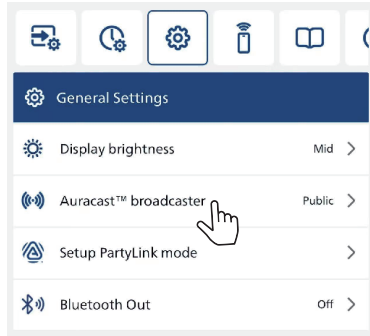 General Settings
Display brightness Mid
Auracast™ broadcaster Public
Setup PartyLink mode
Bluetooth Out Off